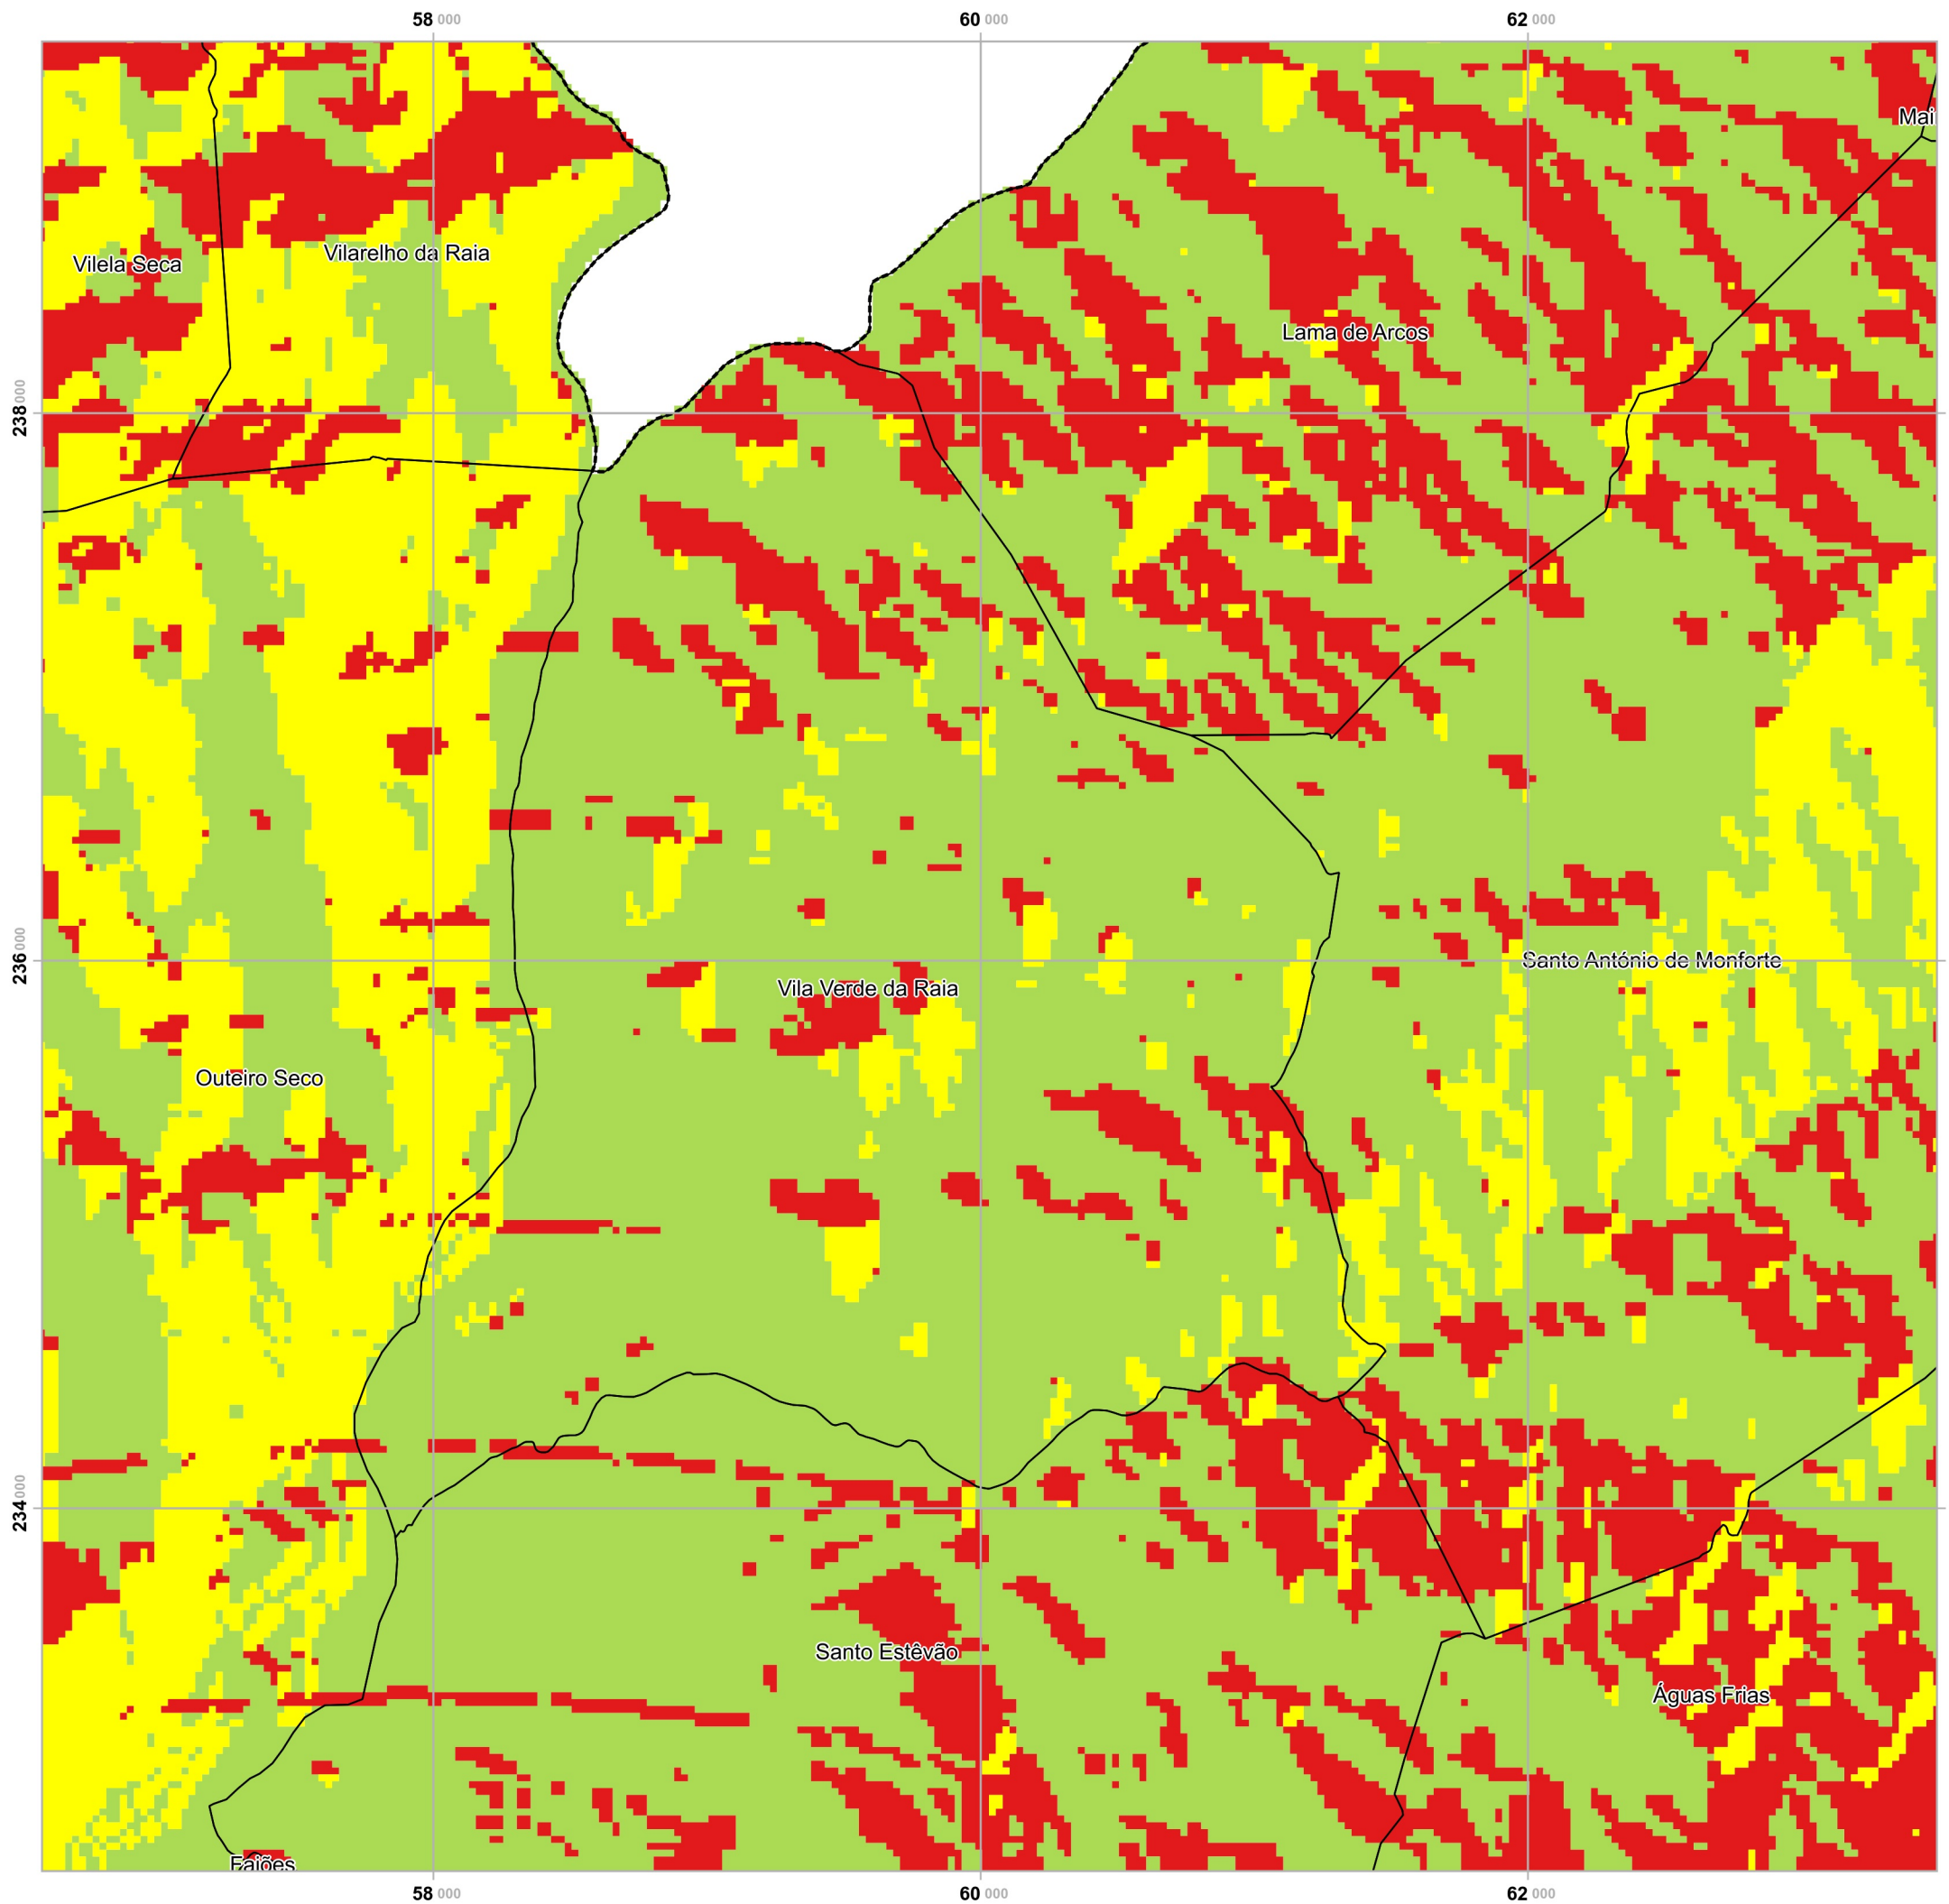 58 000 60 000 62 000
Mai
Vilarelho da Raia
Vilela Seca
Lama de Arcos
238 000
236 000
Santo António de Monforte
Vila Verde da Raia
Outeiro Seco
234 000
Santo Estêvão
Águas Frias
Faiões
58 000 60 000 62 000